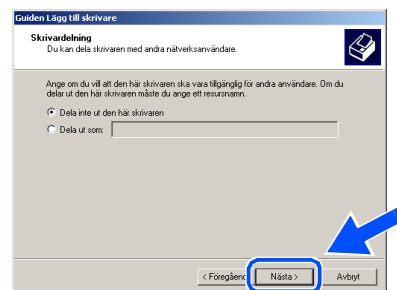 Guiden Lägg till skrivare
Skrivardelning
Du kan dela skrivaren med andra nätverksanvändare.
Ange om du vill att den här skrivaren ska vara tillgänglig för andra användare. Om du
delar ut den här skrivaren måste du ange ett resursnamn.
Dela inte ut den här skrivaren
Dela ut som:
< Föregåen Nästa > Avbryt